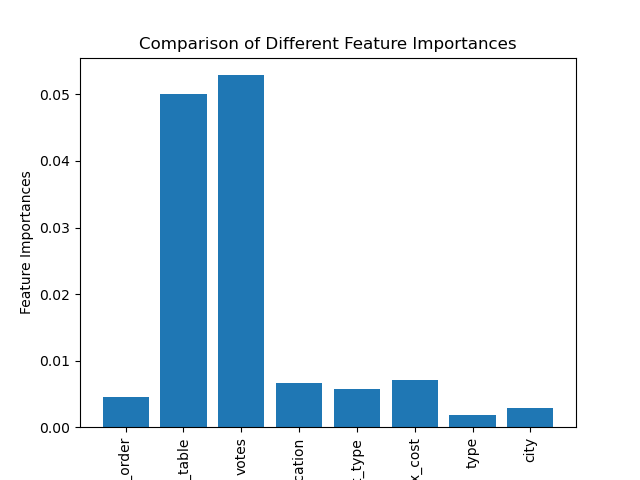 Comparison of Different Feature Importances
Feature Importances
0.05
0.04
0.03
0.02
0.01
0.00
_order
_table
votes
cation
_type
x_cost
type
city